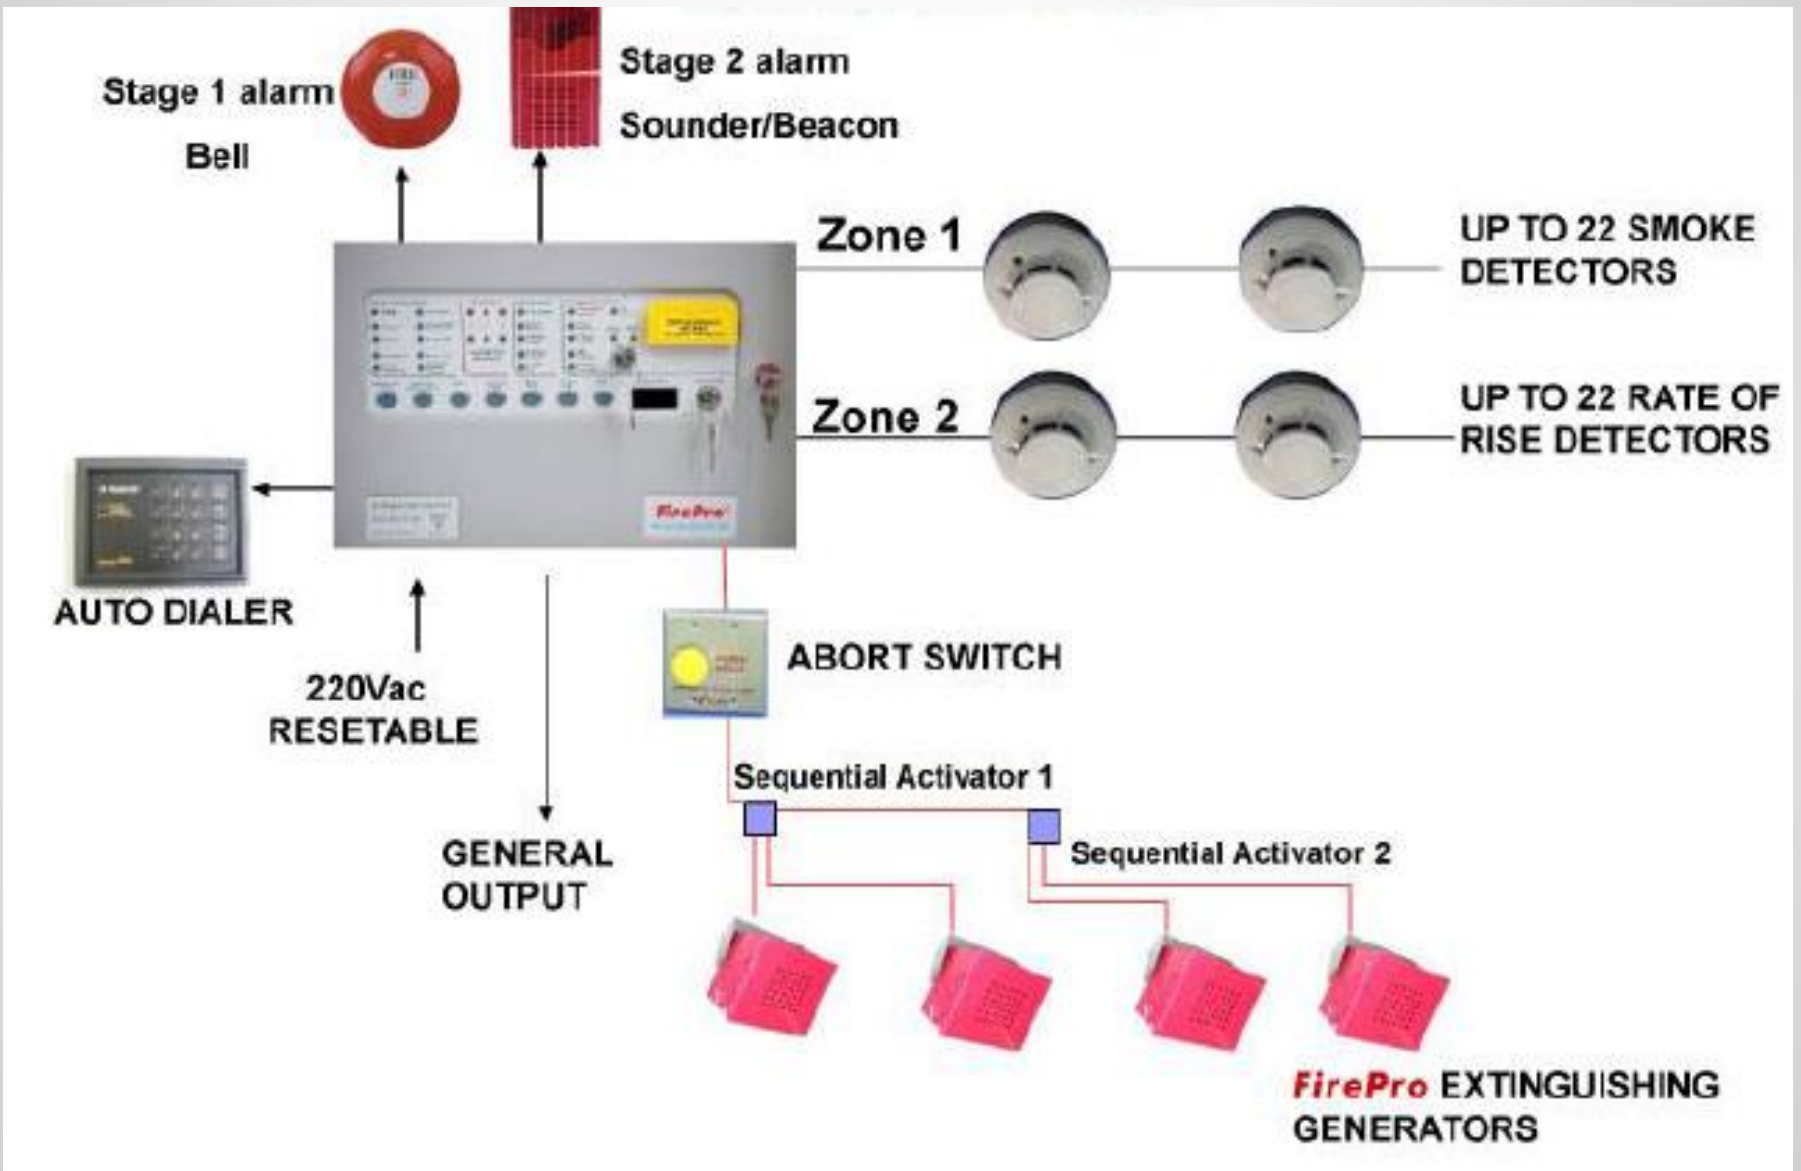 Stage 1 alarm
Bell
Stage 2 alarm
Sounder/Beacon
Zone 1
UP TO 22 SMOKE
DETECTORS
Zone 2
UP TO 22 RATE OF
RISE DETECTORS
FirePro
AUTO DIALER
220Vac
RESETABLE
ABORT SWITCH
GENERAL
OUTPUT
Sequential Activator 1
Sequential Activator 2
FirePro EXTINGUISHING
GENERATORS